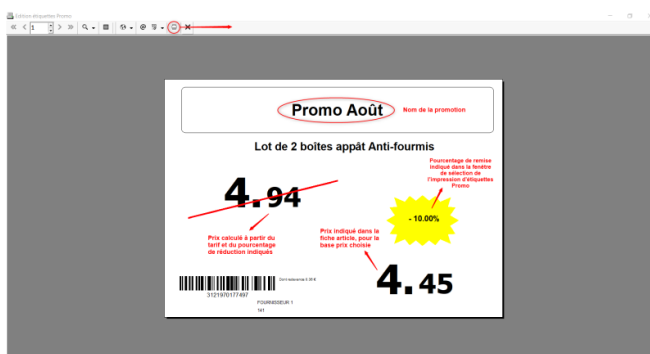 Edition étiquettes Promo
1
Promo Août
Nom de la promotion
Lot de 2 boîtes appât Anti-fourmis
Pourcantage de remise
indiqué dans la fenêtre
de sélection de
l'impression d'étiquettes
Promo
4.94
- 10.00%
Prix calculé à partir du
tarif et du pourcentage
de réduction indiqués
Prix indiqué dans la
fiche article, pour la
base prix choisie
4.45
3121970177497
FOURNISSEUR 1